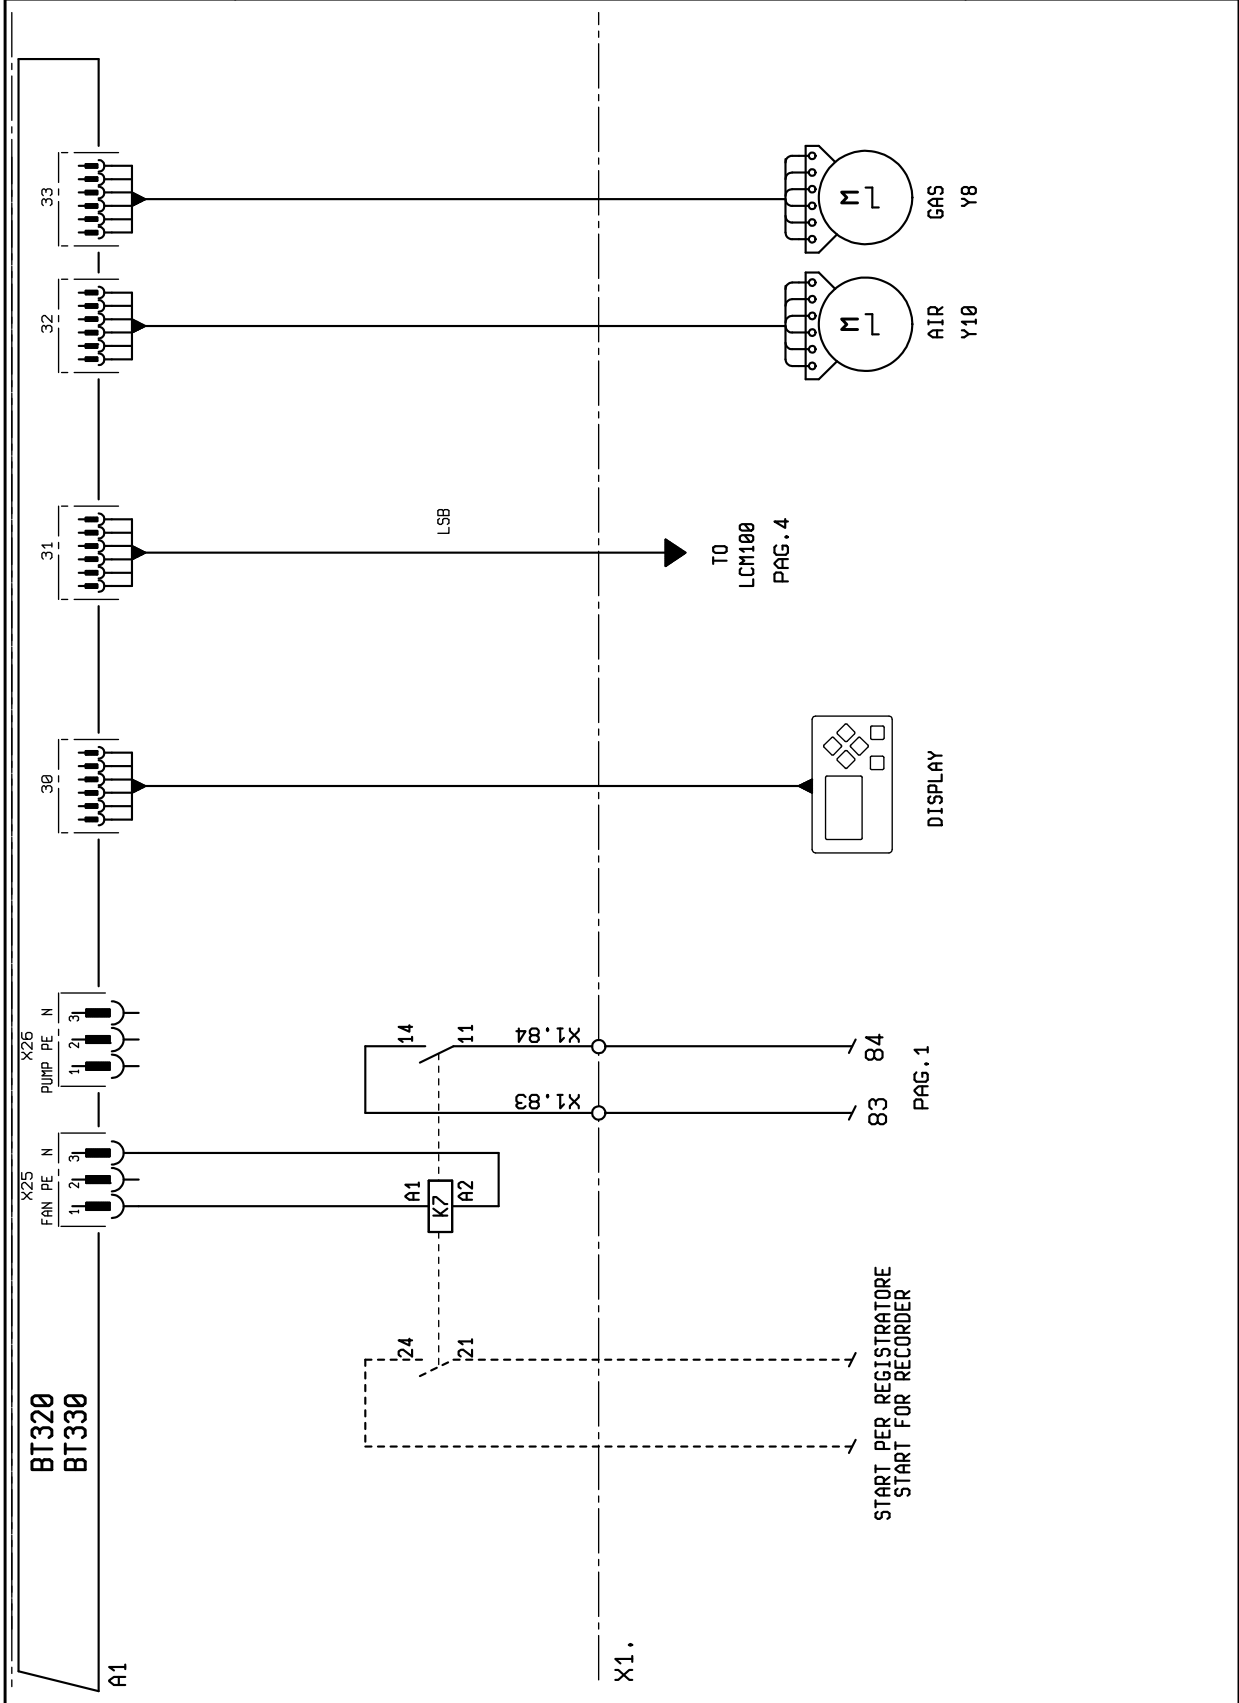 BT320
BT330
A1
X25
FAN PE N
1 2 3
X26
PUMP PE N
1 2 3
30
31
32
33
24
21
A1
K7
A2
14
11
X1.83
X1.84
LSB
X1.
START PER REGISTRATORE
START FOR RECORDER
83
84
PAG.1
DISPLAY
TO
LCM100
PAG.4
M
AIR
Y10
M
GAS
Y8